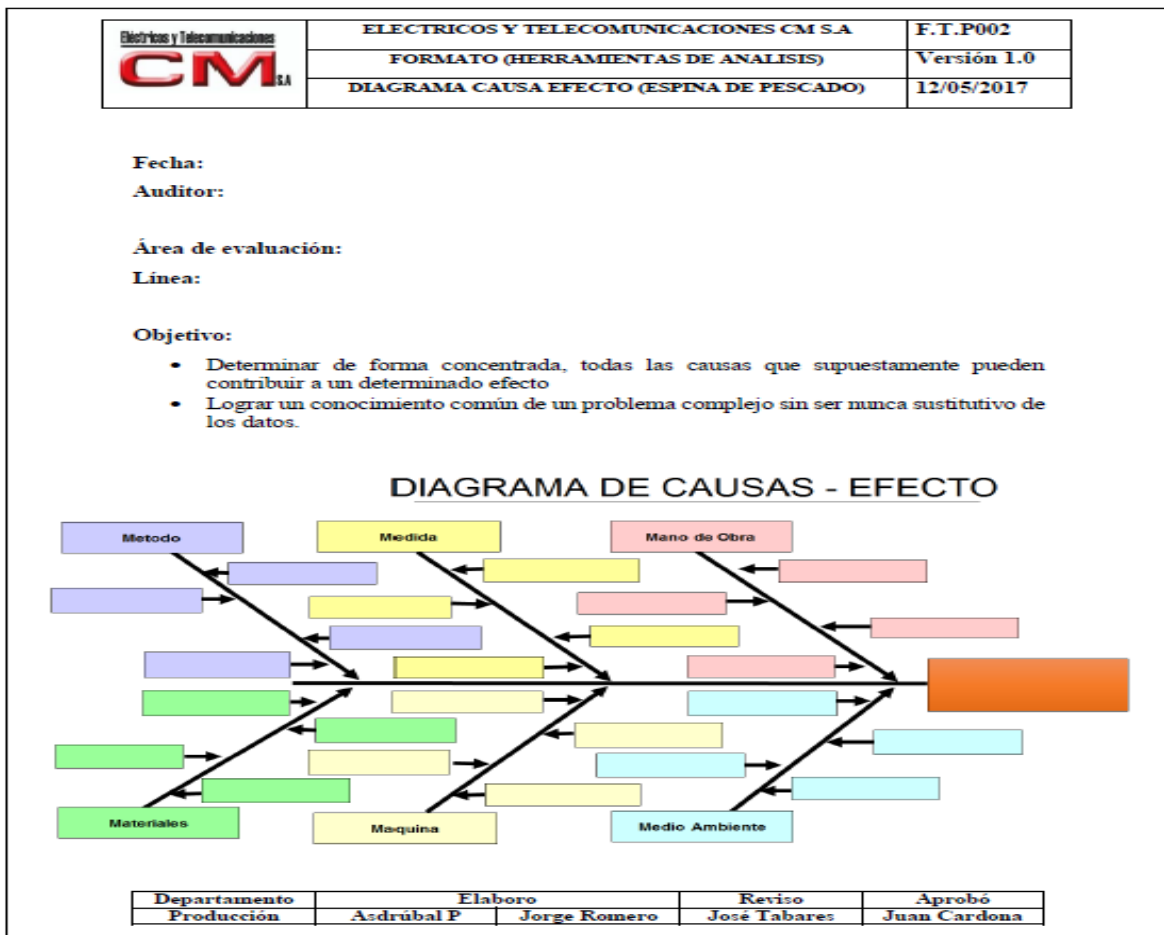 Eléctricos y Telecomunicaciones
CM S.A
ELECTRICOS Y TELECOMUNICACIONES CM S.A
F.T.P002
FORMATO (HERRAMIENTAS DE ANALISIS)
Versión 1.0
DIAGRAMA CAUSA EFECTO (ESPINA DE PESCADO)
12/05/2017
Fecha:
Auditor:
Área de evaluación:
Línea:
Objetivo:
• Determinar de forma concentrada, todas las causas que supuestamente pueden
contribuir a un determinado efecto
• Lograr un conocimiento común de un problema complejo sin ser nunca sustitutivo de
los datos.
DIAGRAMA DE CAUSAS - EFECTO
Metodo
Medida
Mano de Obra
Materiales
Maquina
Medio Ambiente
Departamento Elaboro Reviso Aprobó
Producción Asdrúbal P Jorge Romero José Tabares Juan Cardona